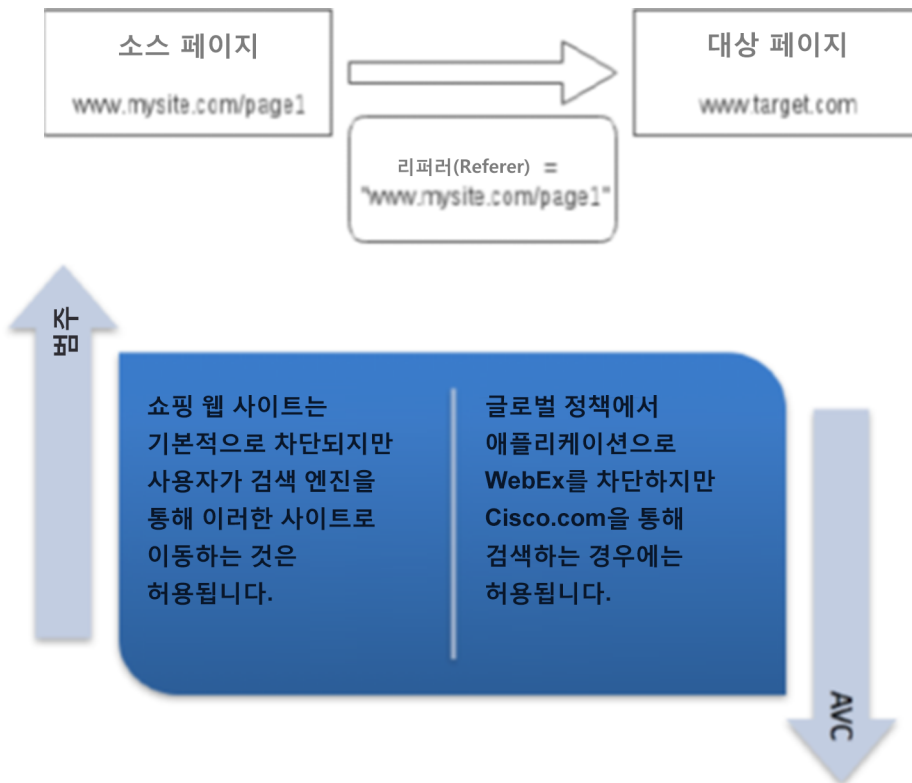 소스 페이지
www.mysite.com/page1
대상 페이지
www.target.com
리퍼러(Referer) =
"www.mysite.com/page1"
범주
쇼핑 웹 사이트는
기본적으로 차단되지만
사용자가 검색 엔진을
통해 이러한 사이트로
이동하는 것은
허용됩니다.
글로벌 정책에서
애플리케이션으로
WebEx를 차단하지만
Cisco.com을 통해
검색하는 경우에는
허용됩니다.
AVC